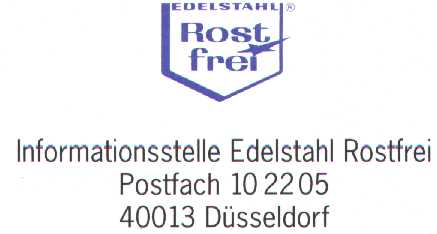 EDELSTAHL®
Rost
frei
Informationsstelle Edelstahl Rostfrei
Postfach 10 22 05
40013 Düsseldorf